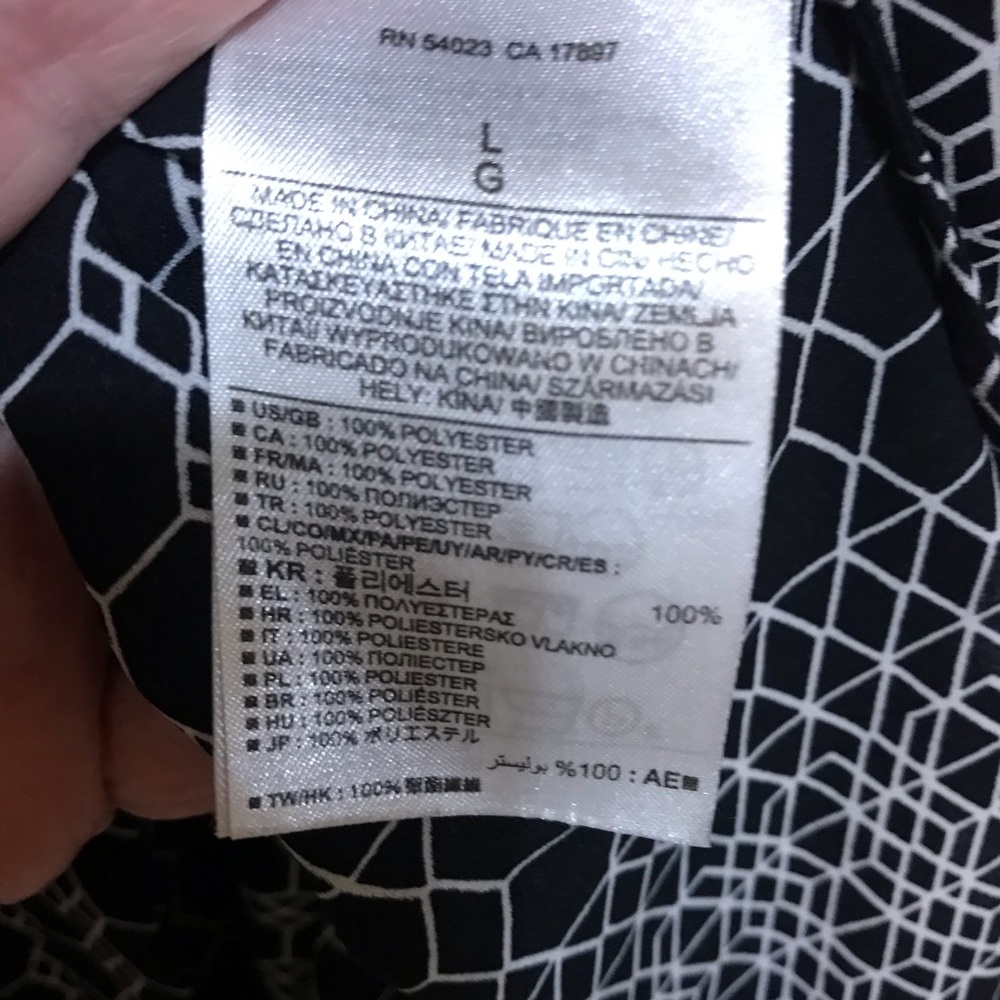 RN 54023 CA 17897
L
G
MADE IN CHINA/ FABRIQUÉ EN CHINE/
СДЕЛАНО В КИТАЕ/ MADE IN CIN/ HECHO
EN CHINA CON TELA IMPORTADA/
ΚΑΤΑΣΚΕΥΑΣΤΗΚΕ ΣΤΗΝ ΚΙΝΑ/ ZEMLJA
PROIZVODNJE KINA/ ВИРОБЛЕНО В
КИТАЇ/ WYPRODUKOWANO W CHINACH/
FABRICADO NA CHINA/ SZÁRMAZÁSI
HELY: KÍNA/ 中國製造
US/GB : 100% POLYESTER
CA : 100% POLYESTER
FR/MA : 100% POLYESTER
RU : 100% ПОЛИЭСТЕР
TR : 100% POLYESTER
CL/CO/MX/PA/PE/UY/AR/PY/CR/ES :
100% POLIÉSTER
KR : 폴리에스터 100%
EL : 100% ΠΟΛΥΕΣΤΕΡΑΣ
HR : 100% POLIESTERSKO VLAKNO
IT : 100% POLIESTERE
UA : 100% ПОЛІЕСТЕР
PL : 100% POLIESTER
BR : 100% POLIÉSTER
HU : 100% POLIÉSZTER
JP : 100% ポリエステル
AE : 100% بوليستر
TW/HK : 100% 聚酯纖維